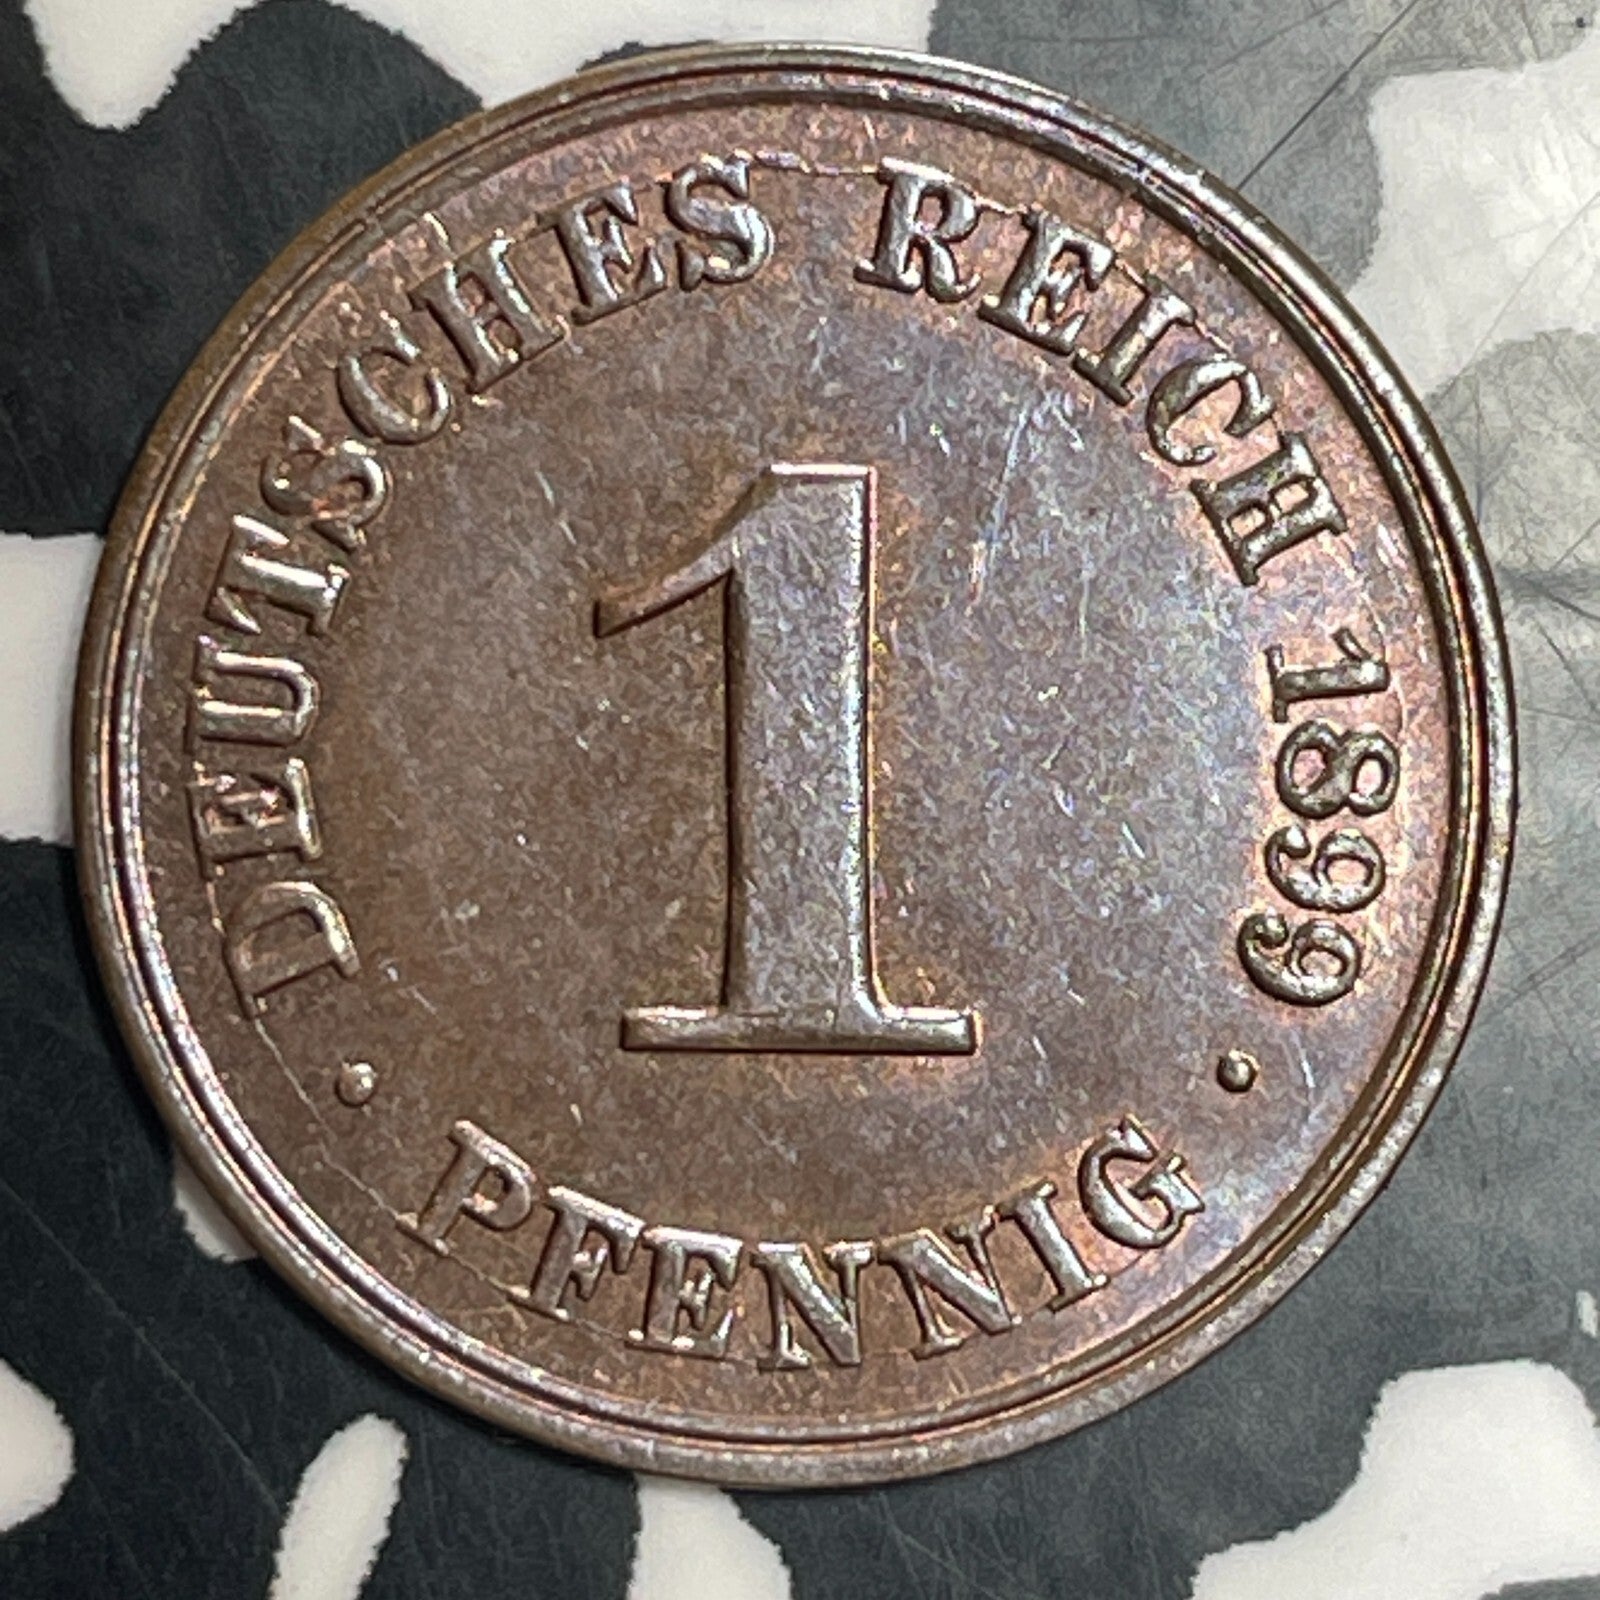 DEUTSCHES REICH 1899
1
• PFENNIG •